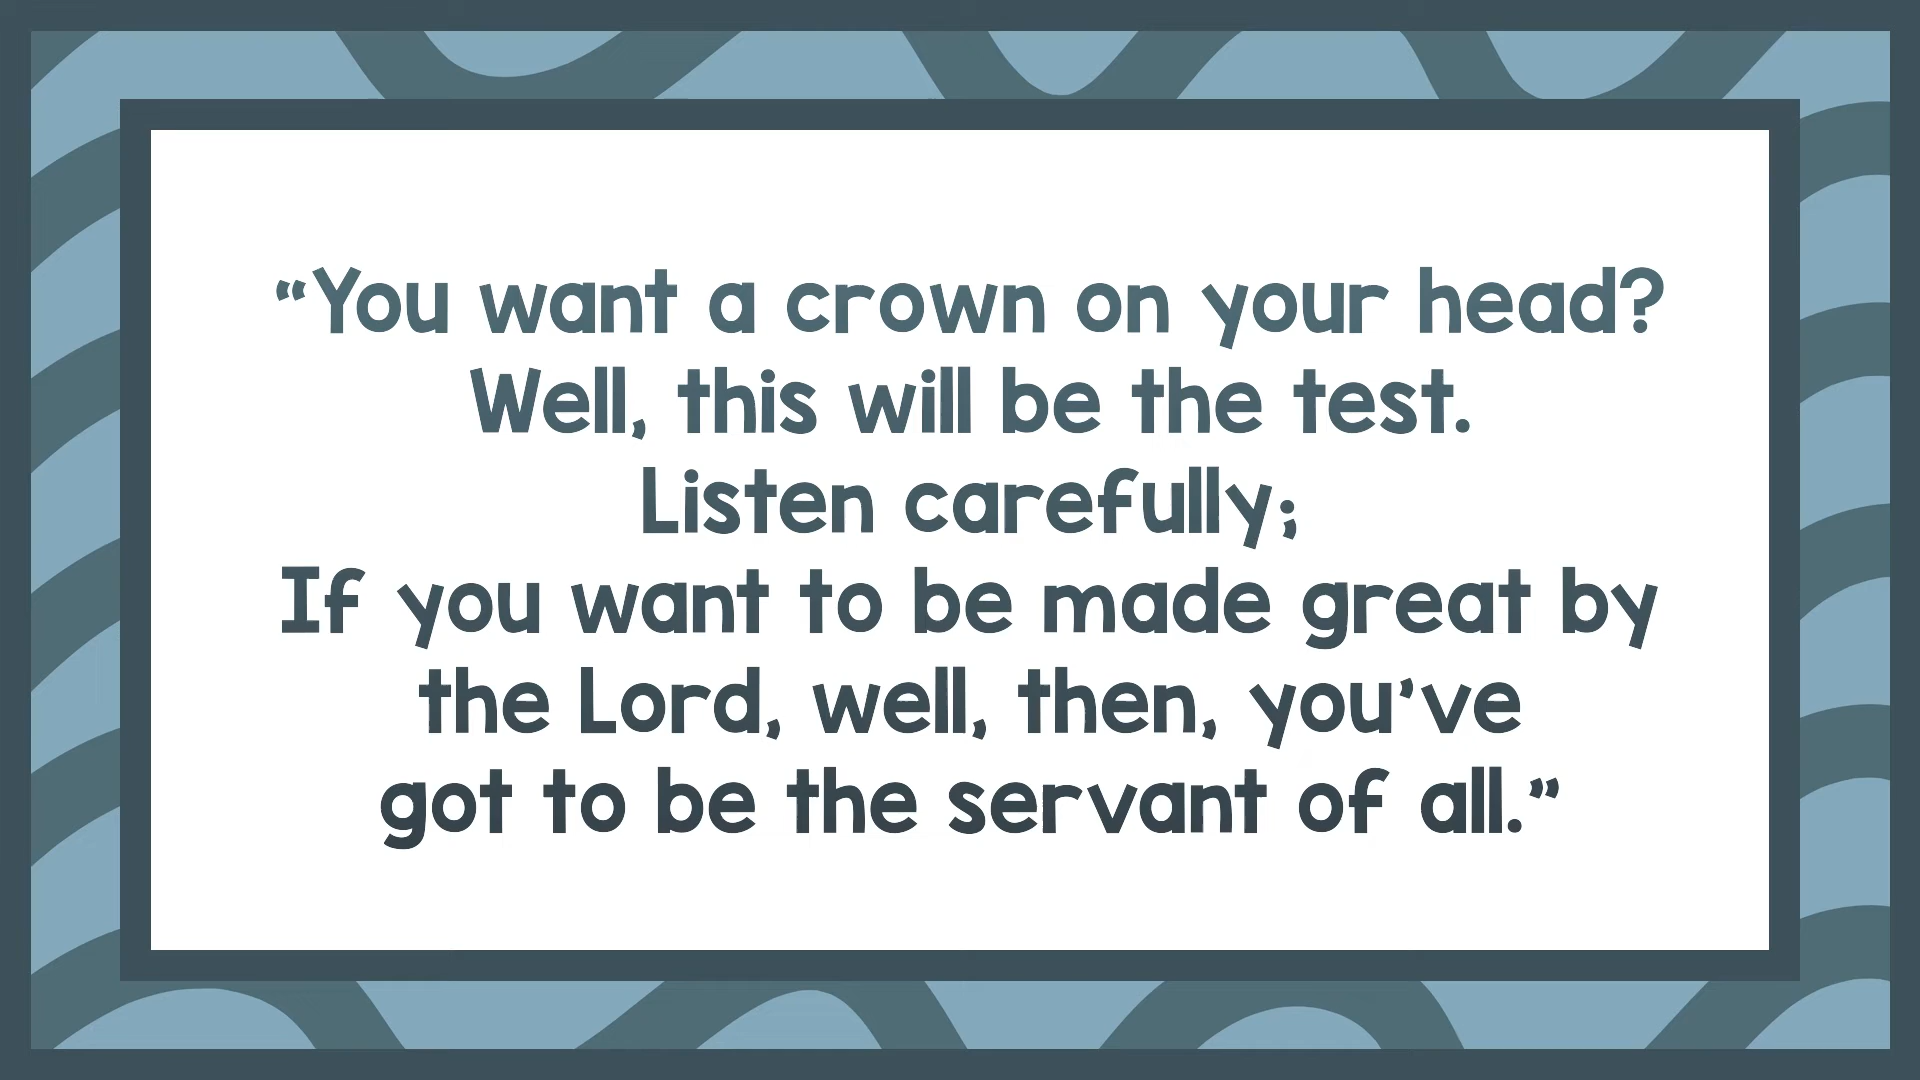 “You want a crown on your head?
Well, this will be the test.
Listen carefully;
If you want to be made great by
the Lord, well, then, you’ve
got to be the servant of all.”